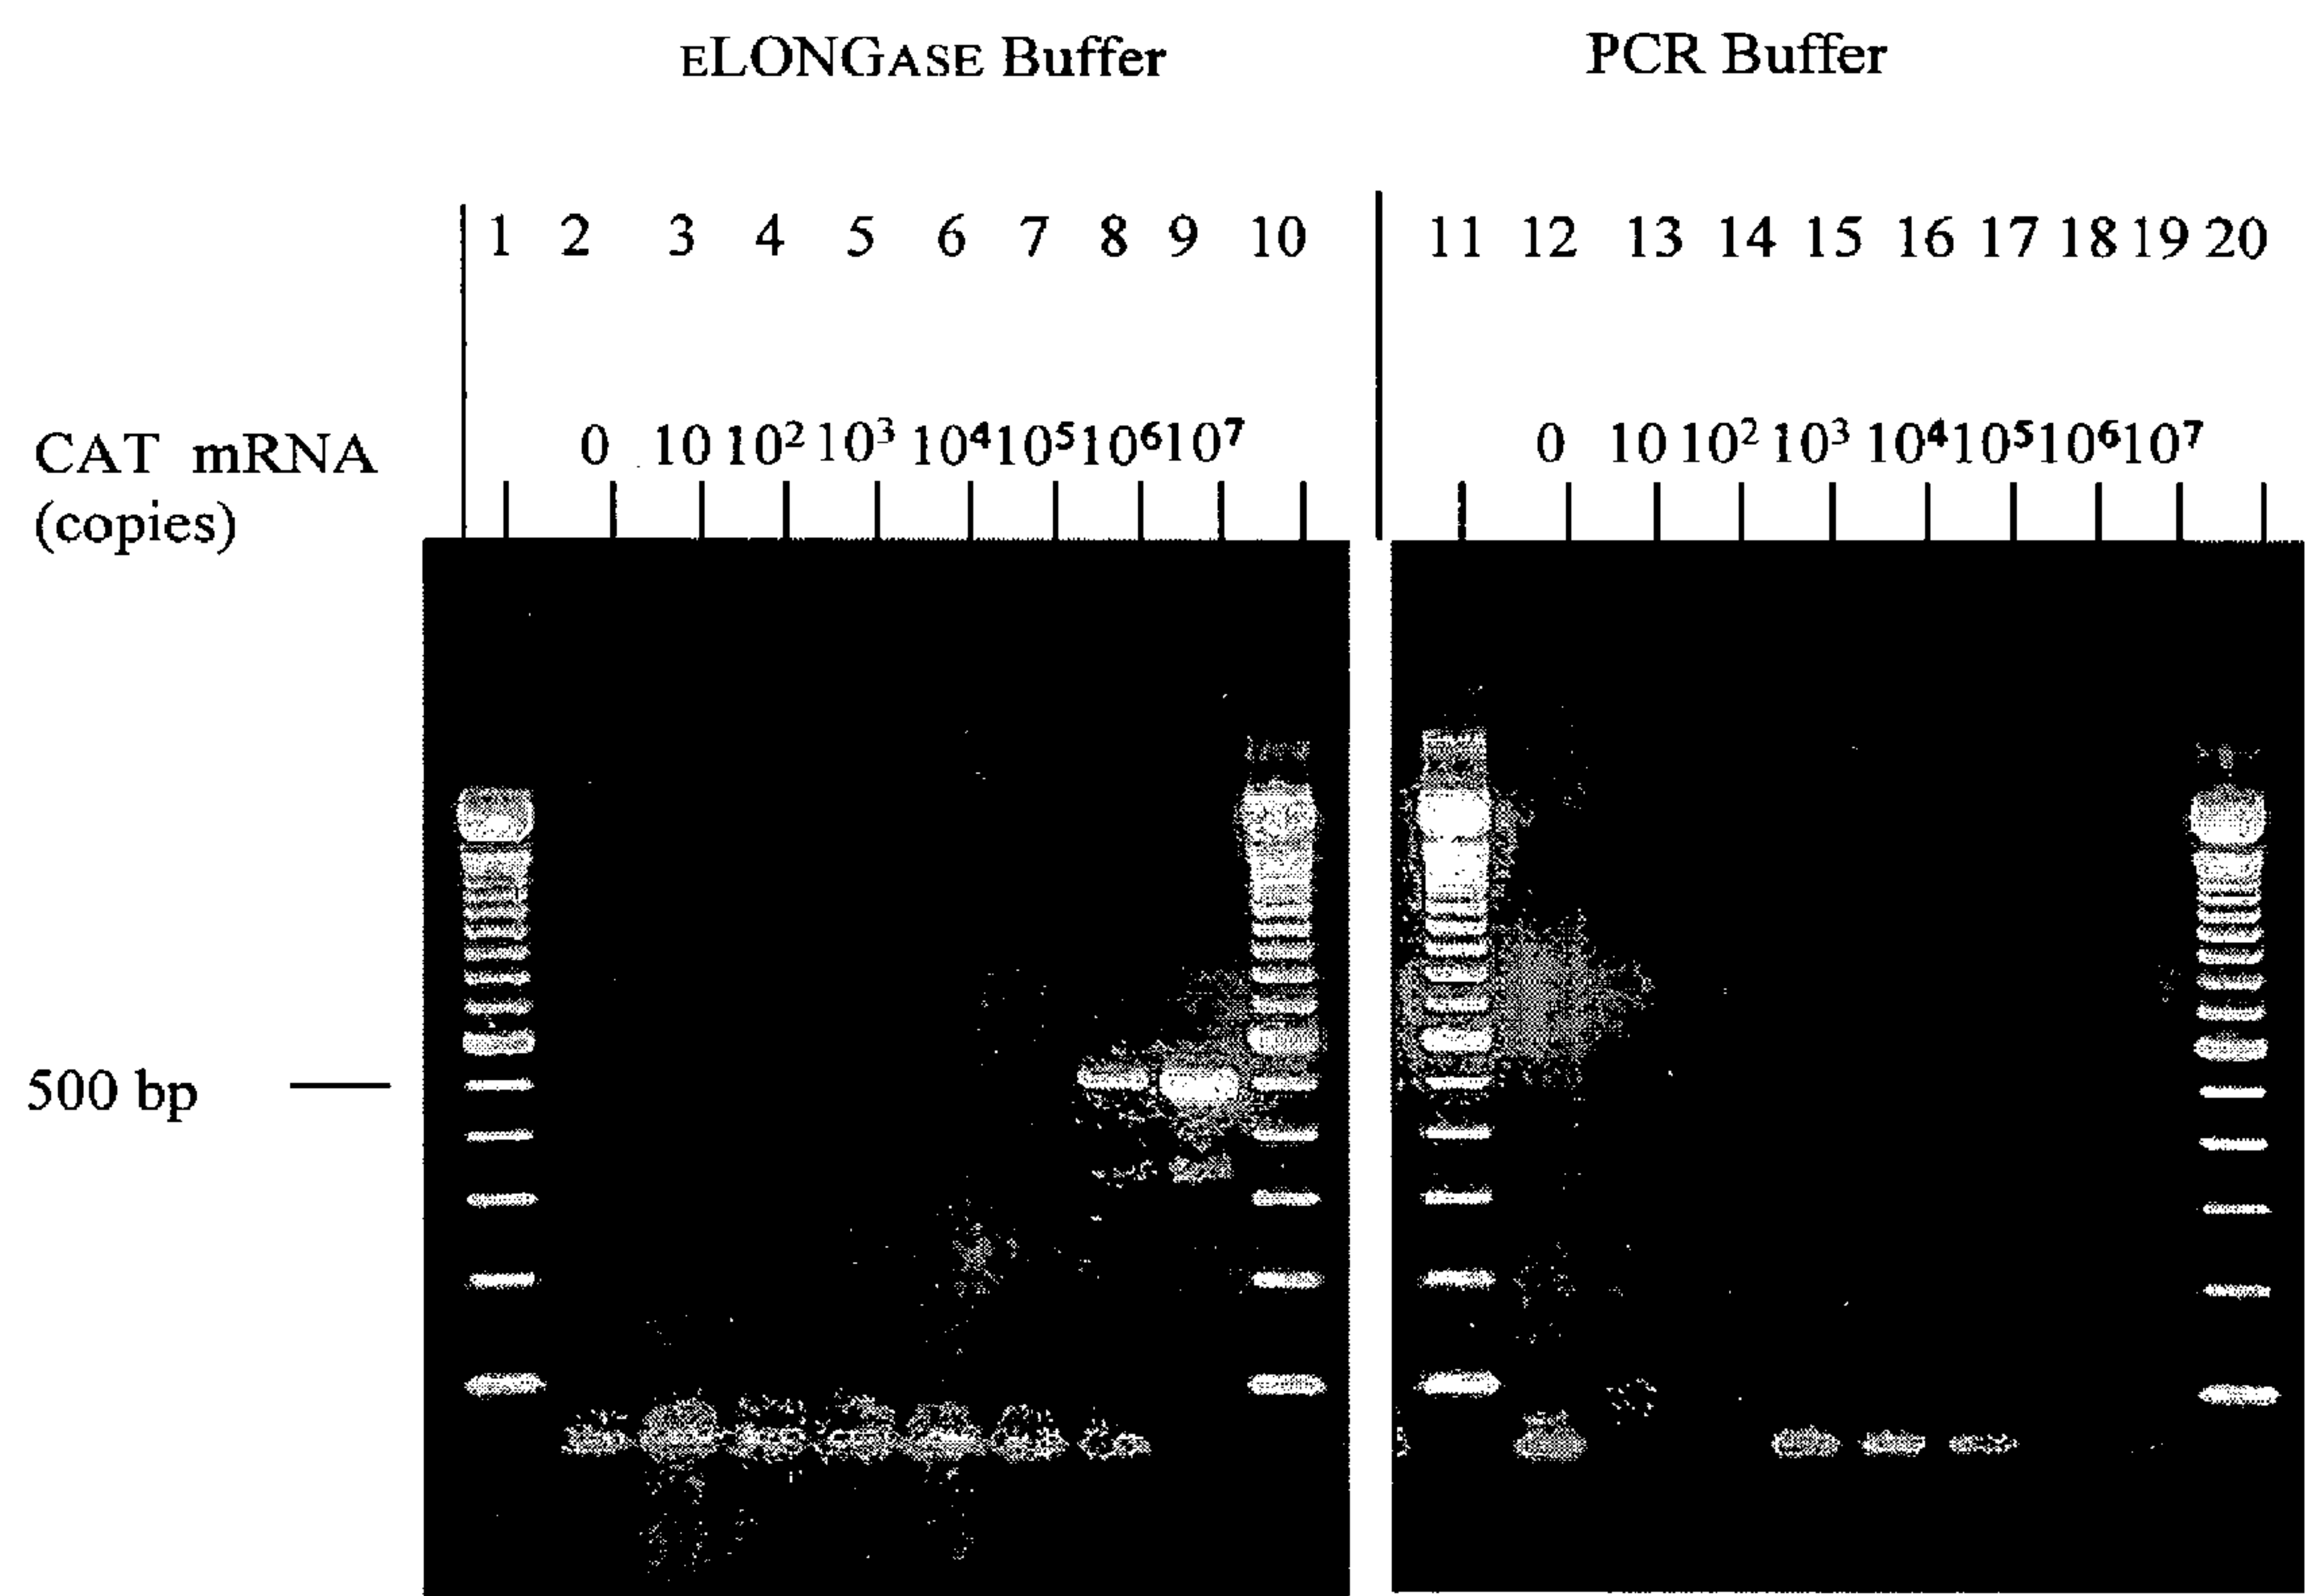 ELONGASE Buffer PCR Buffer
1 2 3 4 5 6 7 8 9 10 11 12 13 14 15 16 17 18 19 20
CAT mRNA 0 10 10² 10³ 10⁴ 10⁵ 10⁶ 10⁷ 0 10 10² 10³ 10⁴ 10⁵ 10⁶ 10⁷
(copies)
500 bp